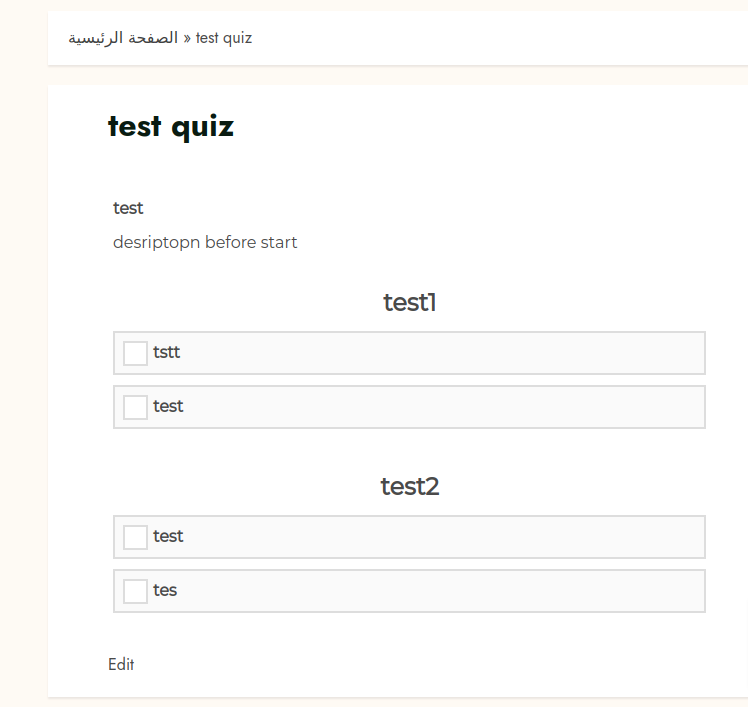 الصفحة الرئيسية » test quiz
test quiz
test
desriptopn before start
test1
tstt
test
test2
test
tes
Edit